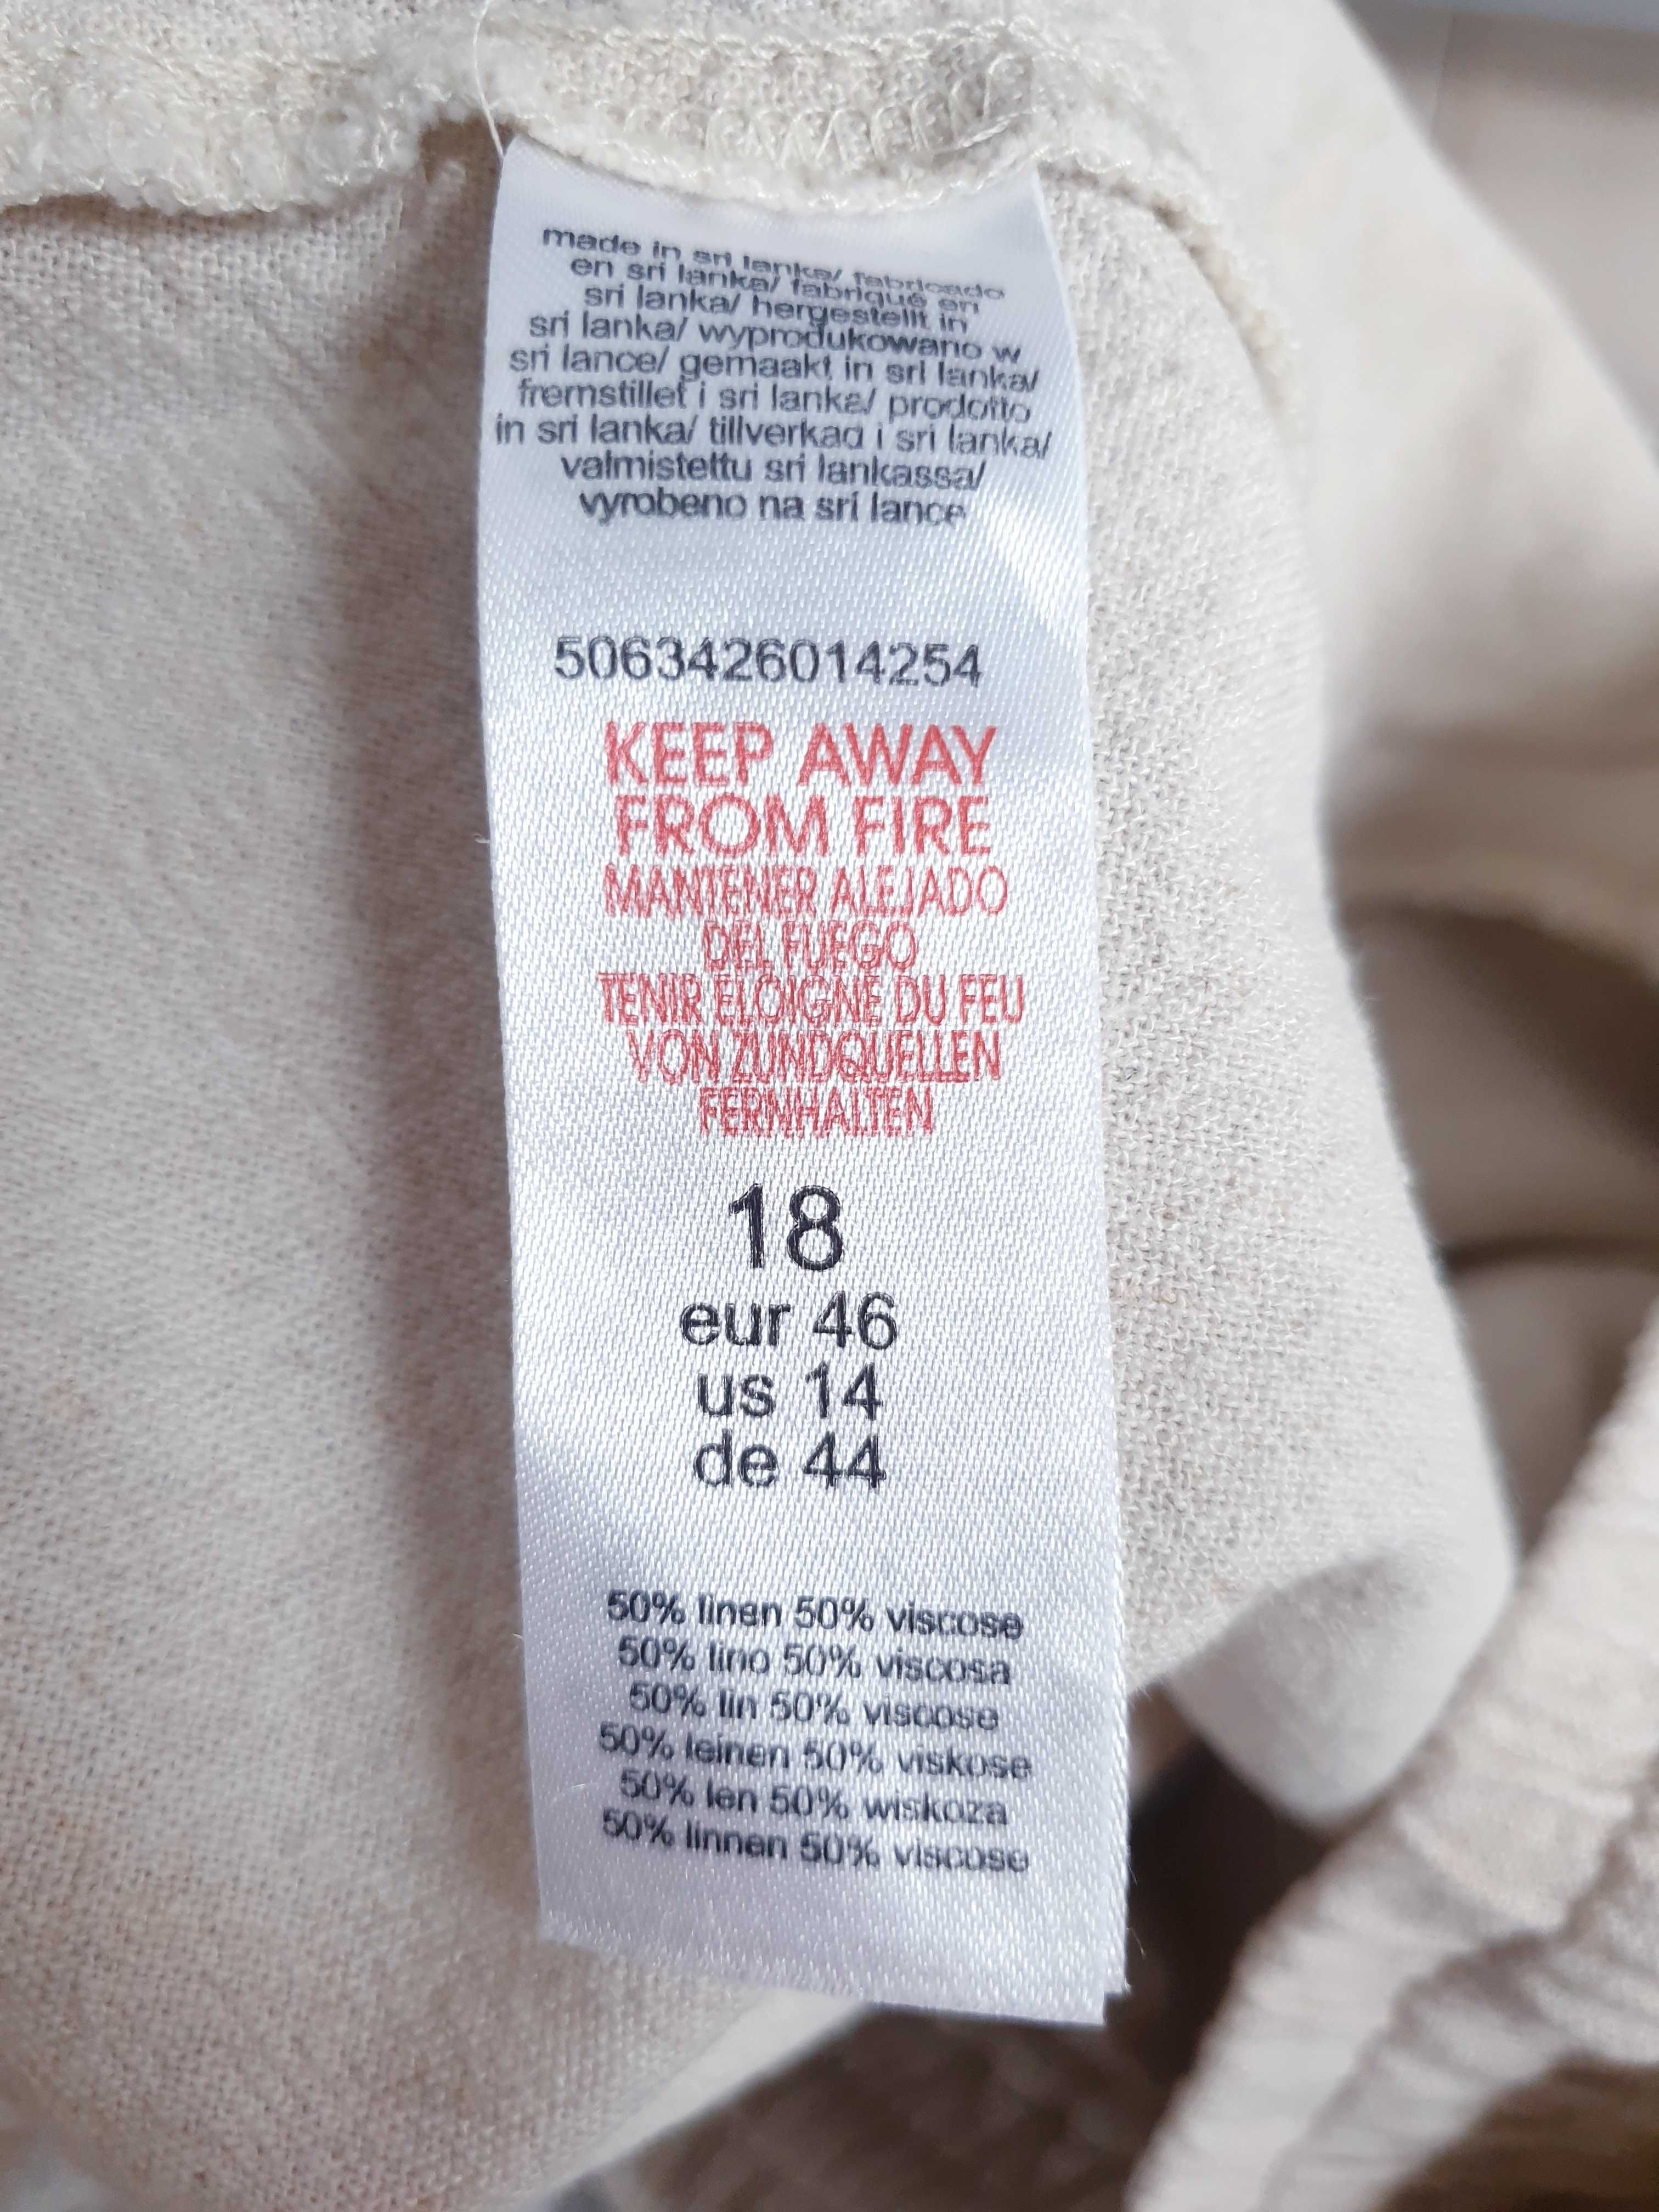 made in sri lanka/ fabricado
en sri lanka/ fabriqué en
sri lanka/ hergestellt in
sri lanka/ wyprodukowano w
sri lance/ gemaakt in sri lanka/
fremstillet i sri lanka/ prodotto
in sri lanka/ tillverkad i sri lanka/
valmistettu sri lankassa/
vyrobeno na sri lance
5063426014254
KEEP AWAY
FROM FIRE
MANTENER ALEJADO
DEL FUEGO
TENIR ELOIGNE DU FEU
VON ZUNDQUELLEN
FERNHALTEN
18
eur 46
us 14
de 44
50% linen 50% viscose
50% lino 50% viscosa
50% lin 50% viscose
50% leinen 50% viskose
50% len 50% wiskoza
50% linnen 50% viscose